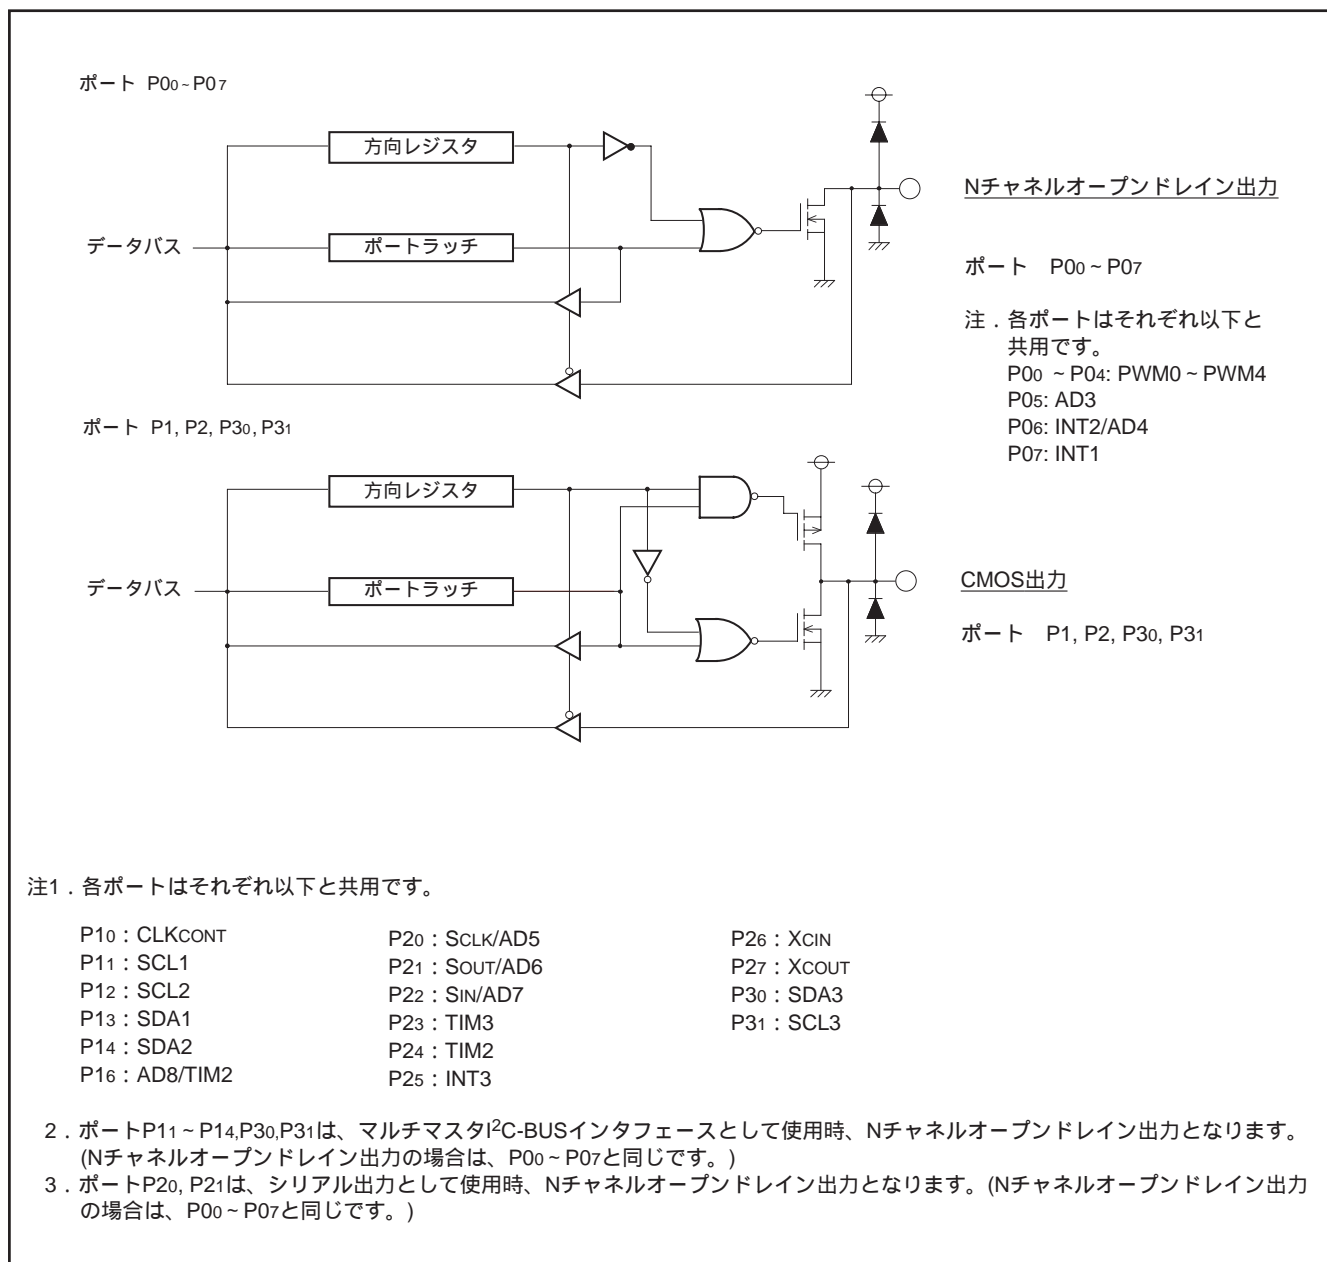 ポート P00~P07
方向レジスタ
データバス
ポートラッチ
Nチャネルオープンドレイン出力
ポート P00~P07
注．各ポートはそれぞれ以下と
共用です。
P00 ~P04: PWM0~PWM4
P05: AD3
P06: INT2/AD4
P07: INT1
ポート P1, P2, P30, P31
方向レジスタ
データバス
ポートラッチ
CMOS出力
ポート P1, P2, P30, P31
注1．各ポートはそれぞれ以下と共用です。
P10：CLKCONT
P11：SCL1
P12：SCL2
P13：SDA1
P14：SDA2
P16：AD8/TIM2
P20：SCLK/AD5
P21：SOUT/AD6
P22：SIN/AD7
P23：TIM3
P24：TIM2
P25：INT3
P26：XCIN
P27：XCOUT
P30：SDA3
P31：SCL3
2．ポートP11~P14,P30,P31は、マルチマスタI²C-BUSインタフェースとして使用時、Nチャネルオープンドレイン出力となります。
(Nチャネルオープンドレイン出力の場合は、P00~P07と同じです。)
3．ポートP20, P21は、シリアル出力として使用時、Nチャネルオープンドレイン出力となります。(Nチャネルオープンドレイン出力
の場合は、P00~P07と同じです。)